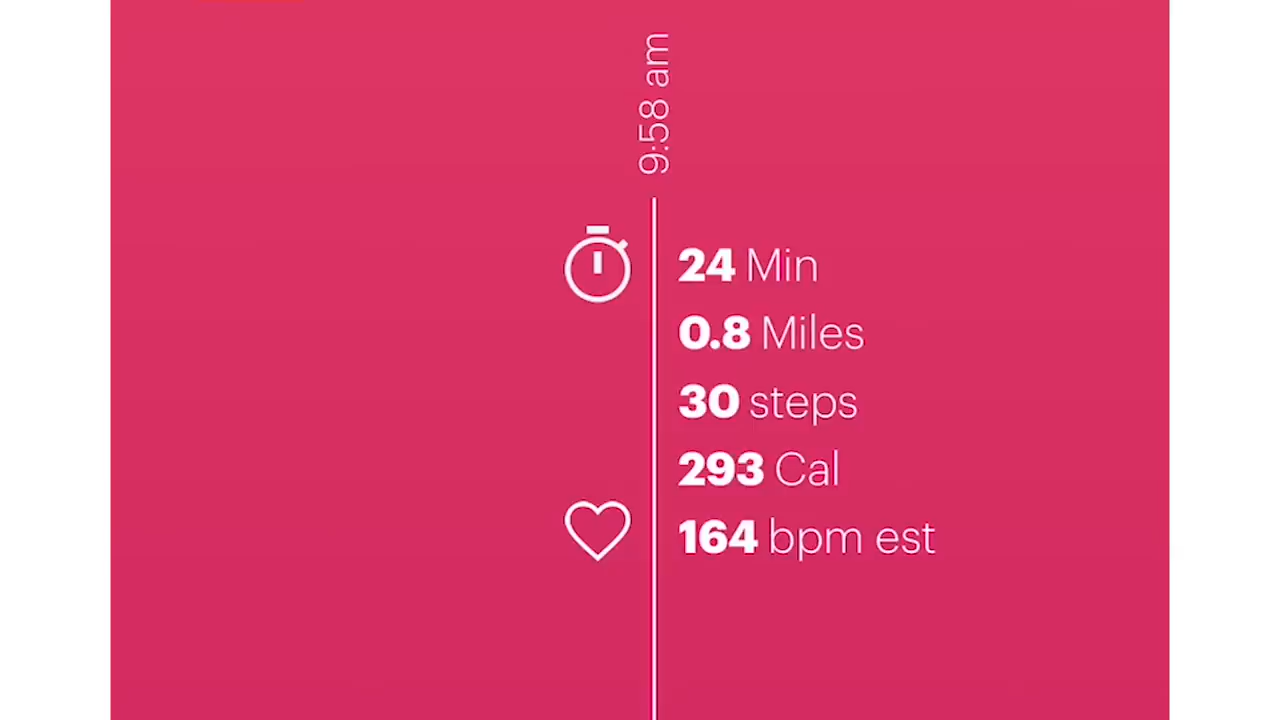 9:58 am
24 Min
0.8 Miles
30 steps
293 Cal
164 bpm est